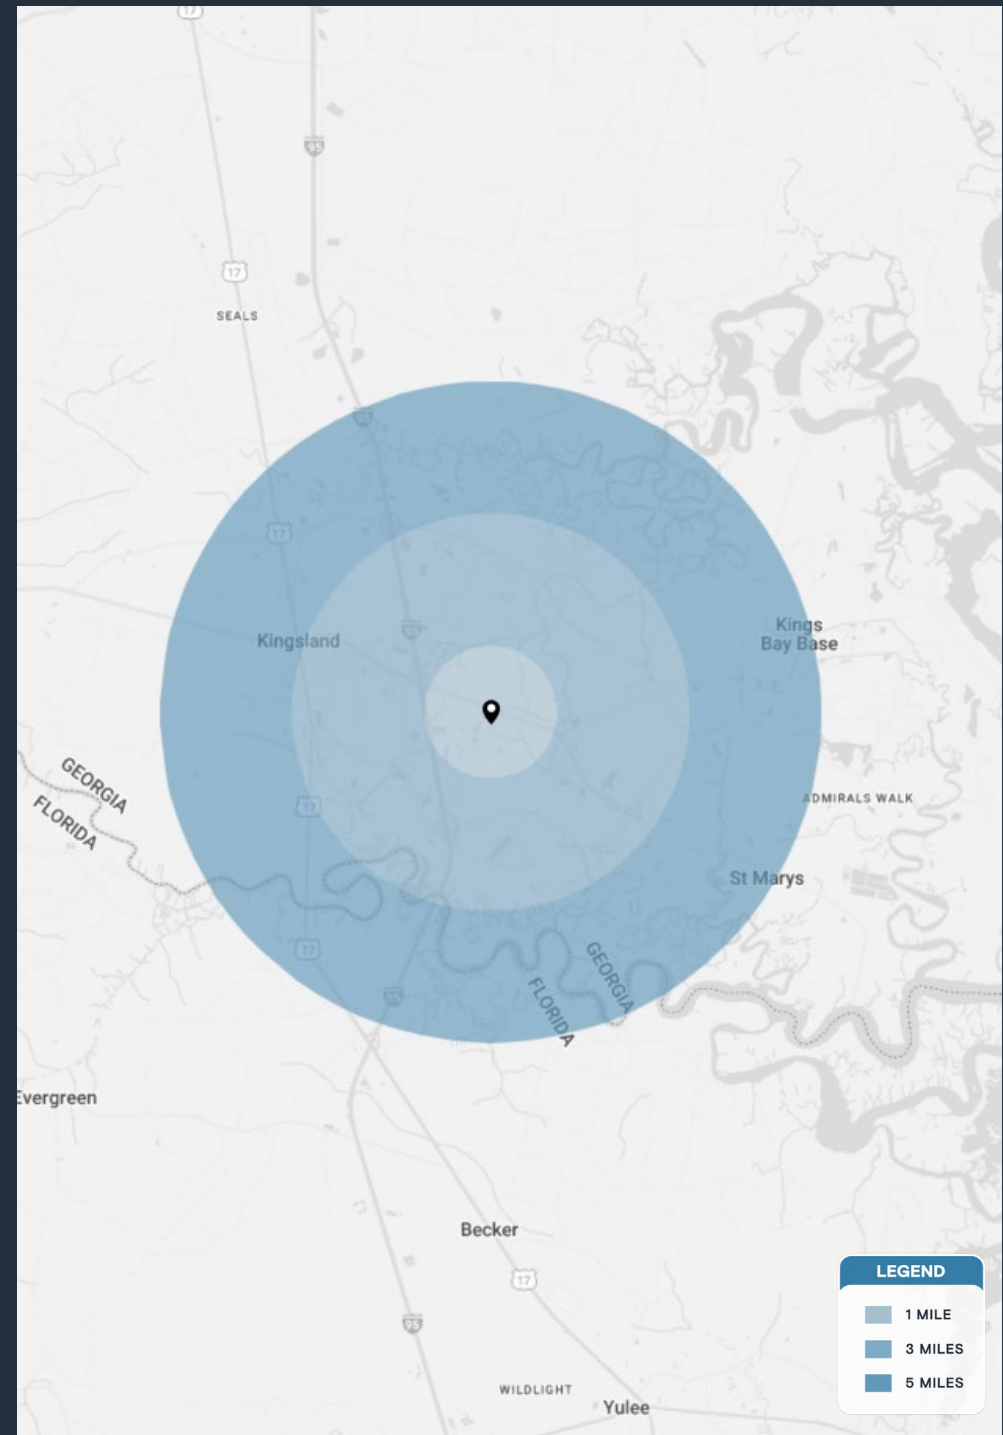 17
95
17
SEALS
95
17
Kingsland
95
Kings
Bay Base
GEORGIA
FLORIDA
17
ADMIRALS WALK
St Marys
17
GEORGIA
FLORIDA
95
Evergreen
Becker
17
95
WILDLIGHT
Yulee
LEGEND
1 MILE
3 MILES
5 MILES